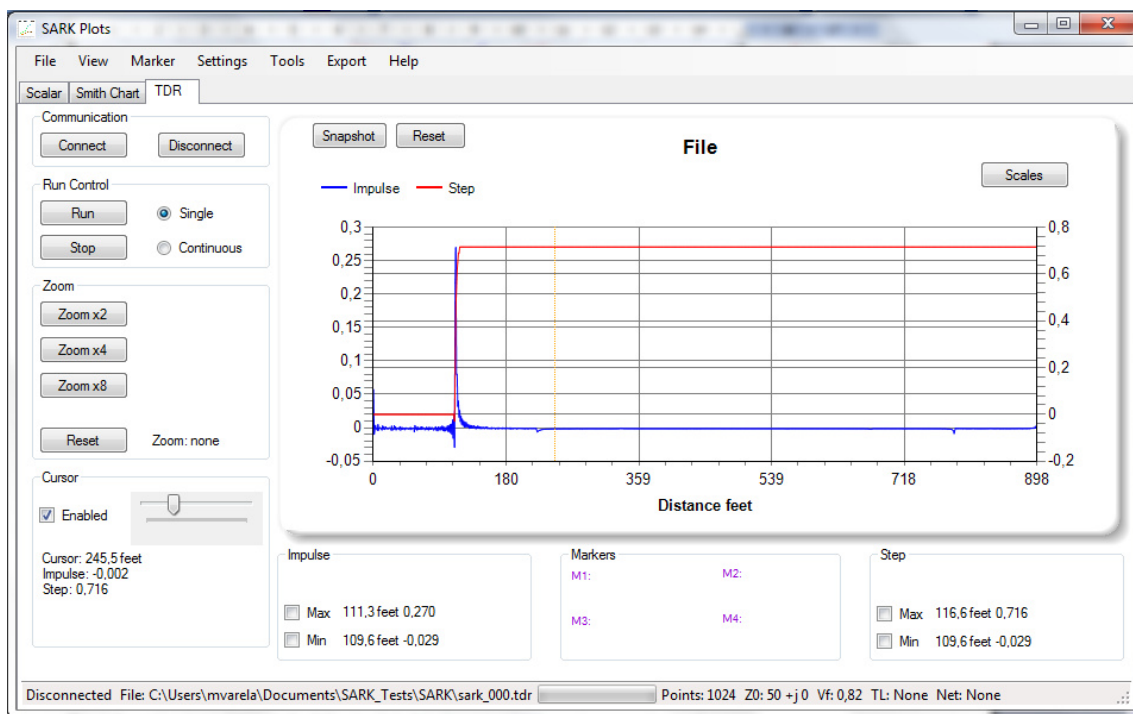 SARK Plots
File View Marker Settings Tools Export Help
Scalar Smith Chart TDR
Communication
Connect Disconnect
Run Control
Run Single
Stop Continuous
Zoom
Zoom x2
Zoom x4
Zoom x8
Reset Zoom: none
Cursor
Enabled
Cursor: 245,5 feet
Impulse: -0,002
Step: 0,716
Snapshot Reset
File
Scales
Impulse Step
0,3
0,25
0,2
0,15
0,1
0,05
0
-0,05
0,8
0,6
0,4
0,2
0
-0,2
0 180 359 539 718 898
Distance feet
Impulse
Max 111,3 feet 0,270
Min 109,6 feet -0,029
Markers
M1: M2:
M3: M4:
Step
Max 116,6 feet 0,716
Min 109,6 feet -0,029
Disconnected File: C:\Users\mvarela\Documents\SARK_Tests\SARK\sark_000.tdr Points: 1024 Z0: 50 +j 0 Vf: 0,82 TL: None Net: None